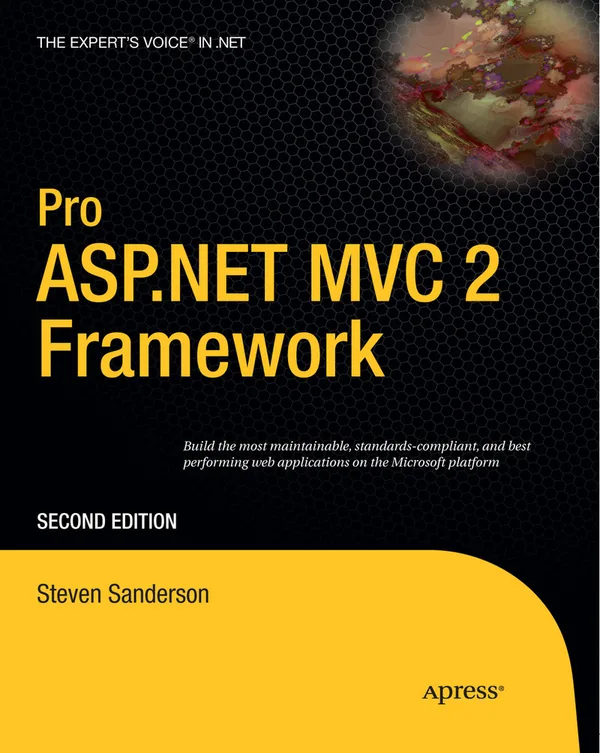 THE EXPERT'S VOICE® IN .NET
Pro
ASP.NET MVC 2
Framework
Build the most maintainable, standards-compliant, and best
performing web applications on the Microsoft platform
SECOND EDITION
Steven Sanderson
Apress®